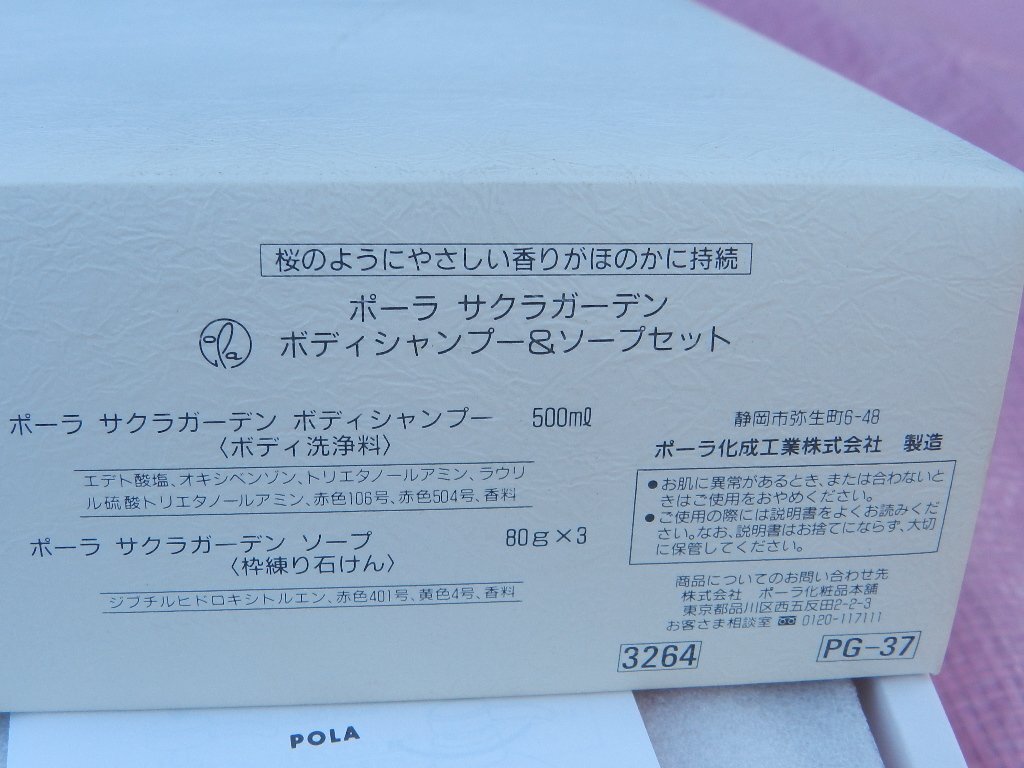 桜のようにやさしい香りがほのかに持続
ポーラ サクラガーデン
ボディシャンプー&ソープセット
ポーラ サクラガーデン ボディシャンプー 500ml
〈ボディ洗浄料〉
エデト酸塩、オキシベンゾン、トリエタノールアミン、ラウリ
ル硫酸トリエタノールアミン、赤色106号、赤色504号、香料
ポーラ サクラガーデン ソープ 80g×3
〈枠練り石けん〉
ジブチルヒドロキシトルエン、赤色401号、黄色4号、香料
静岡市弥生町6-48
ポーラ化成工業株式会社 製造
●お肌に異常があるとき、または合わないと
きはご使用をおやめください。
●ご使用の際には説明書をよくお読みくだ
さい。なお、説明書はお捨てにならず、大切
に保管してください。
商品についてのお問い合わせ先
株式会社 ポーラ化粧品本舗
東京都品川区西五反田2-2-3
お客さま相談室 0120-117111
3264
PG-37
POLA